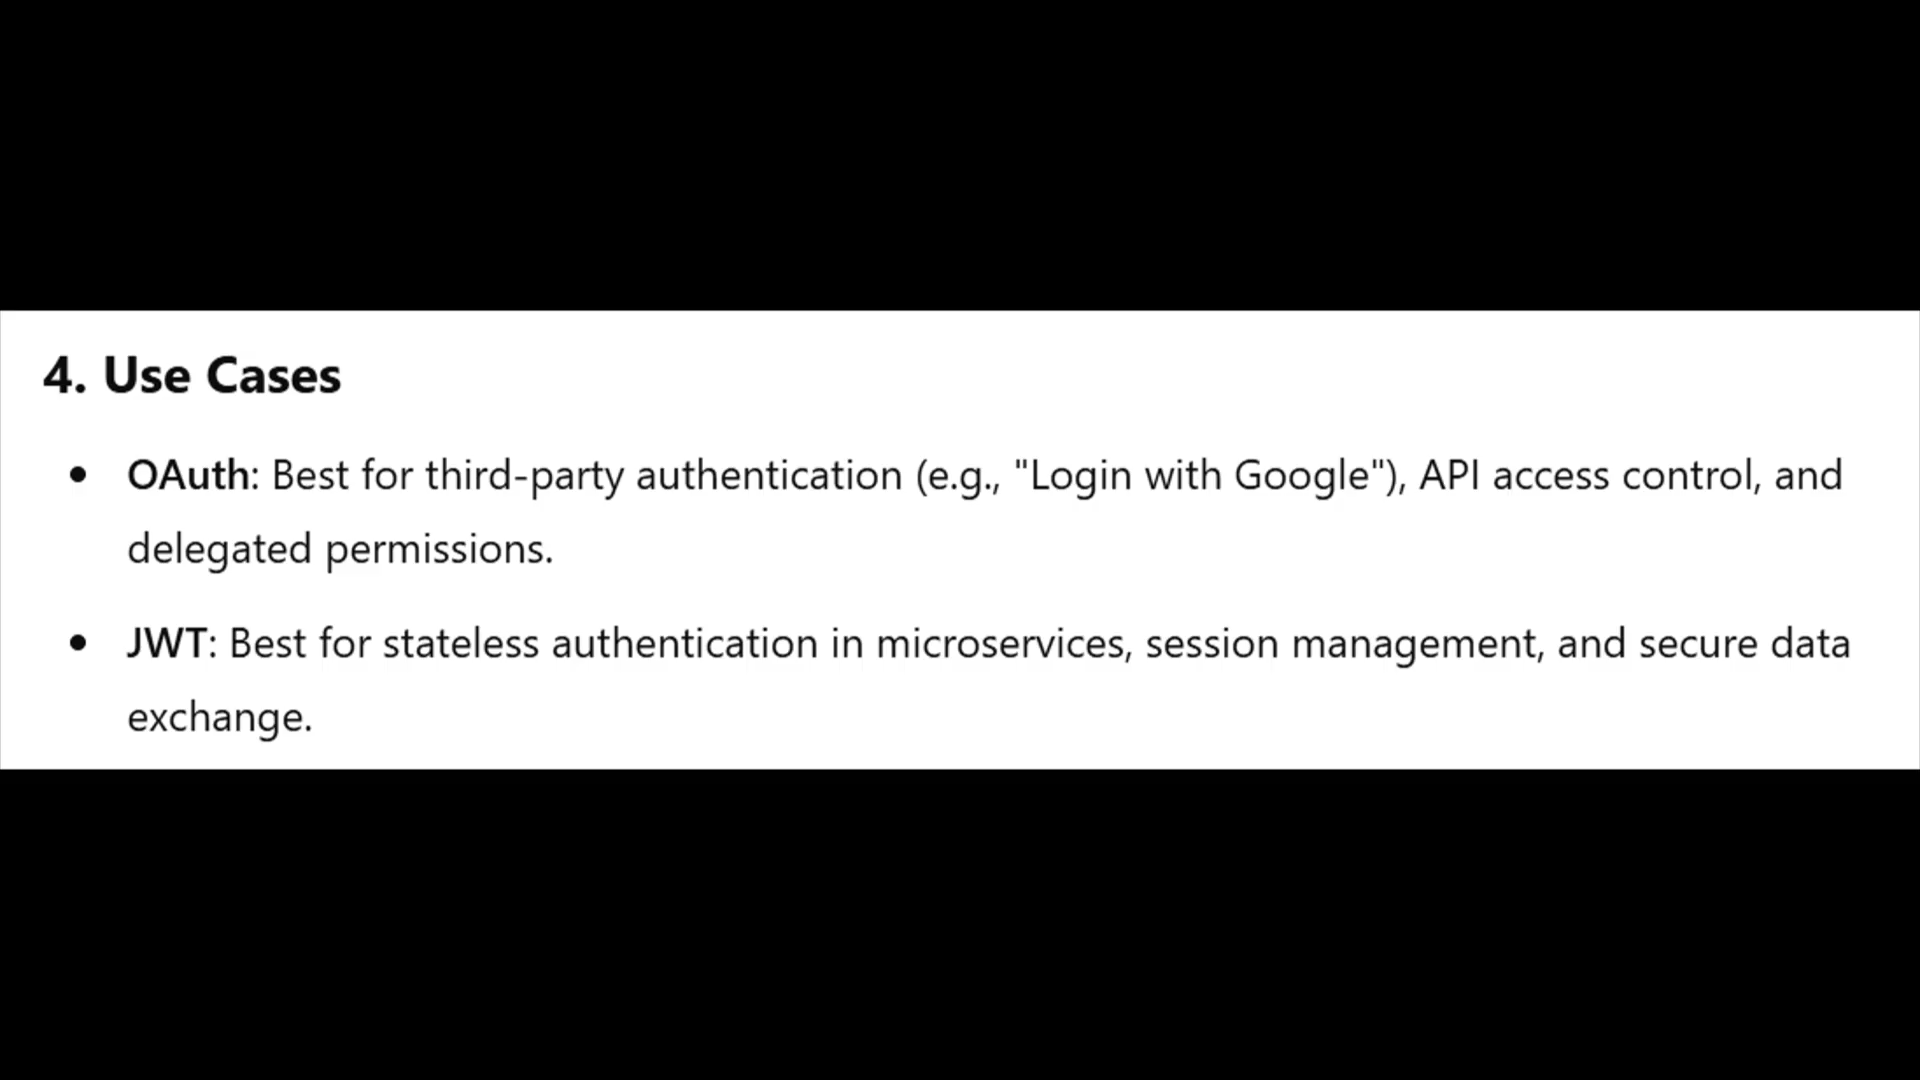 4. Use Cases
• OAuth: Best for third-party authentication (e.g., "Login with Google"), API access control, and
delegated permissions.
• JWT: Best for stateless authentication in microservices, session management, and secure data
exchange.